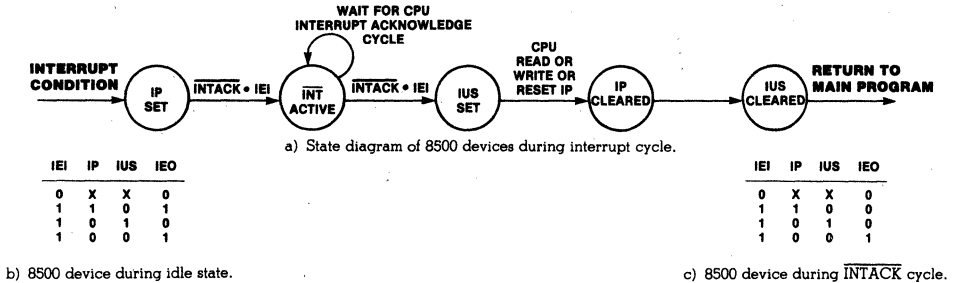 WAIT FOR CPU
INTERRUPT ACKNOWLEDGE
CYCLE
INTERRUPT
CONDITION
IP
SET
INTACK • IEI
INT
ACTIVE
INTACK • IEI
IUS
SET
CPU
READ OR
WRITE OR
RESET IP
IP
CLEARED
IUS
CLEARED
RETURN TO
MAIN PROGRAM
a) State diagram of 8500 devices during interrupt cycle.
IEI IP IUS IEO
0 X X 0
1 1 0 1
1 0 1 0
1 0 0 1
b) 8500 device during idle state.
IEI IP IUS IEO
0 X X 0
1 1 0 0
1 0 1 0
1 0 0 1
c) 8500 device during INTACK cycle.